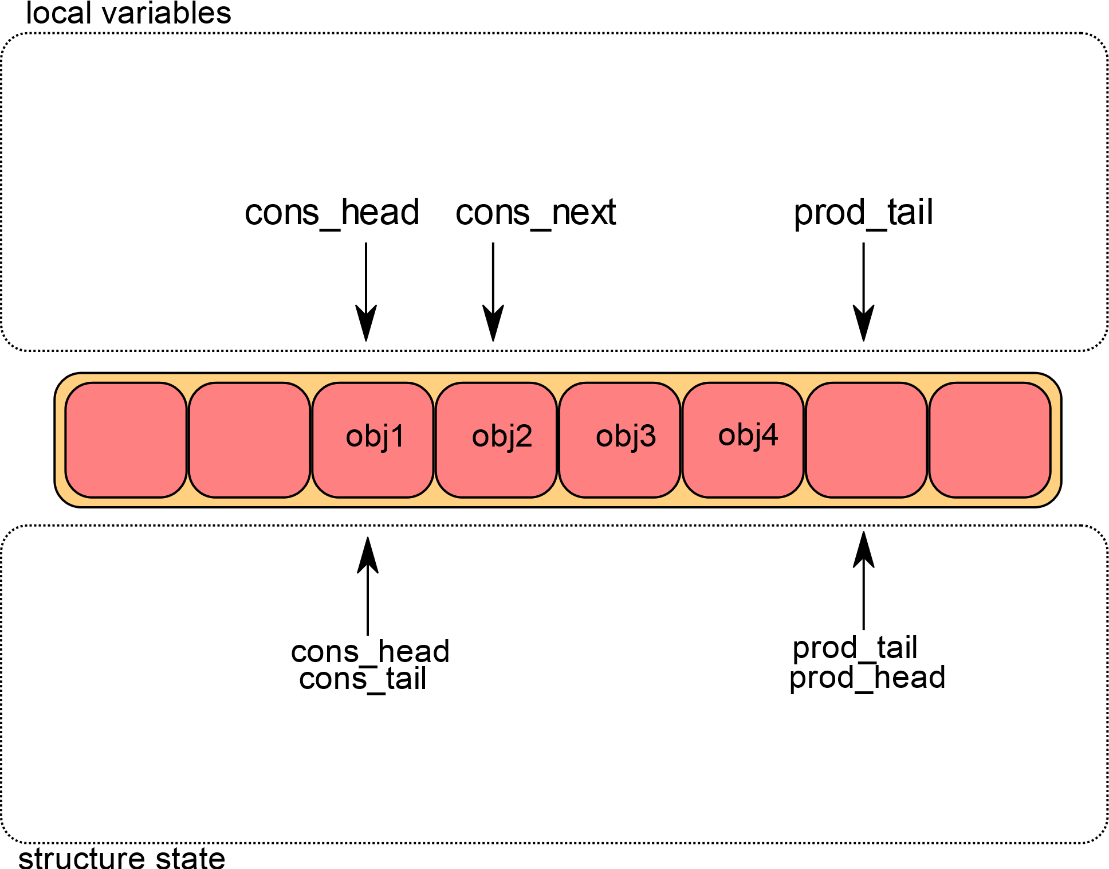 local variables
cons_head cons_next prod_tail
obj1 obj2 obj3 obj4
cons_head
cons_tail
prod_tail
prod_head
structure state